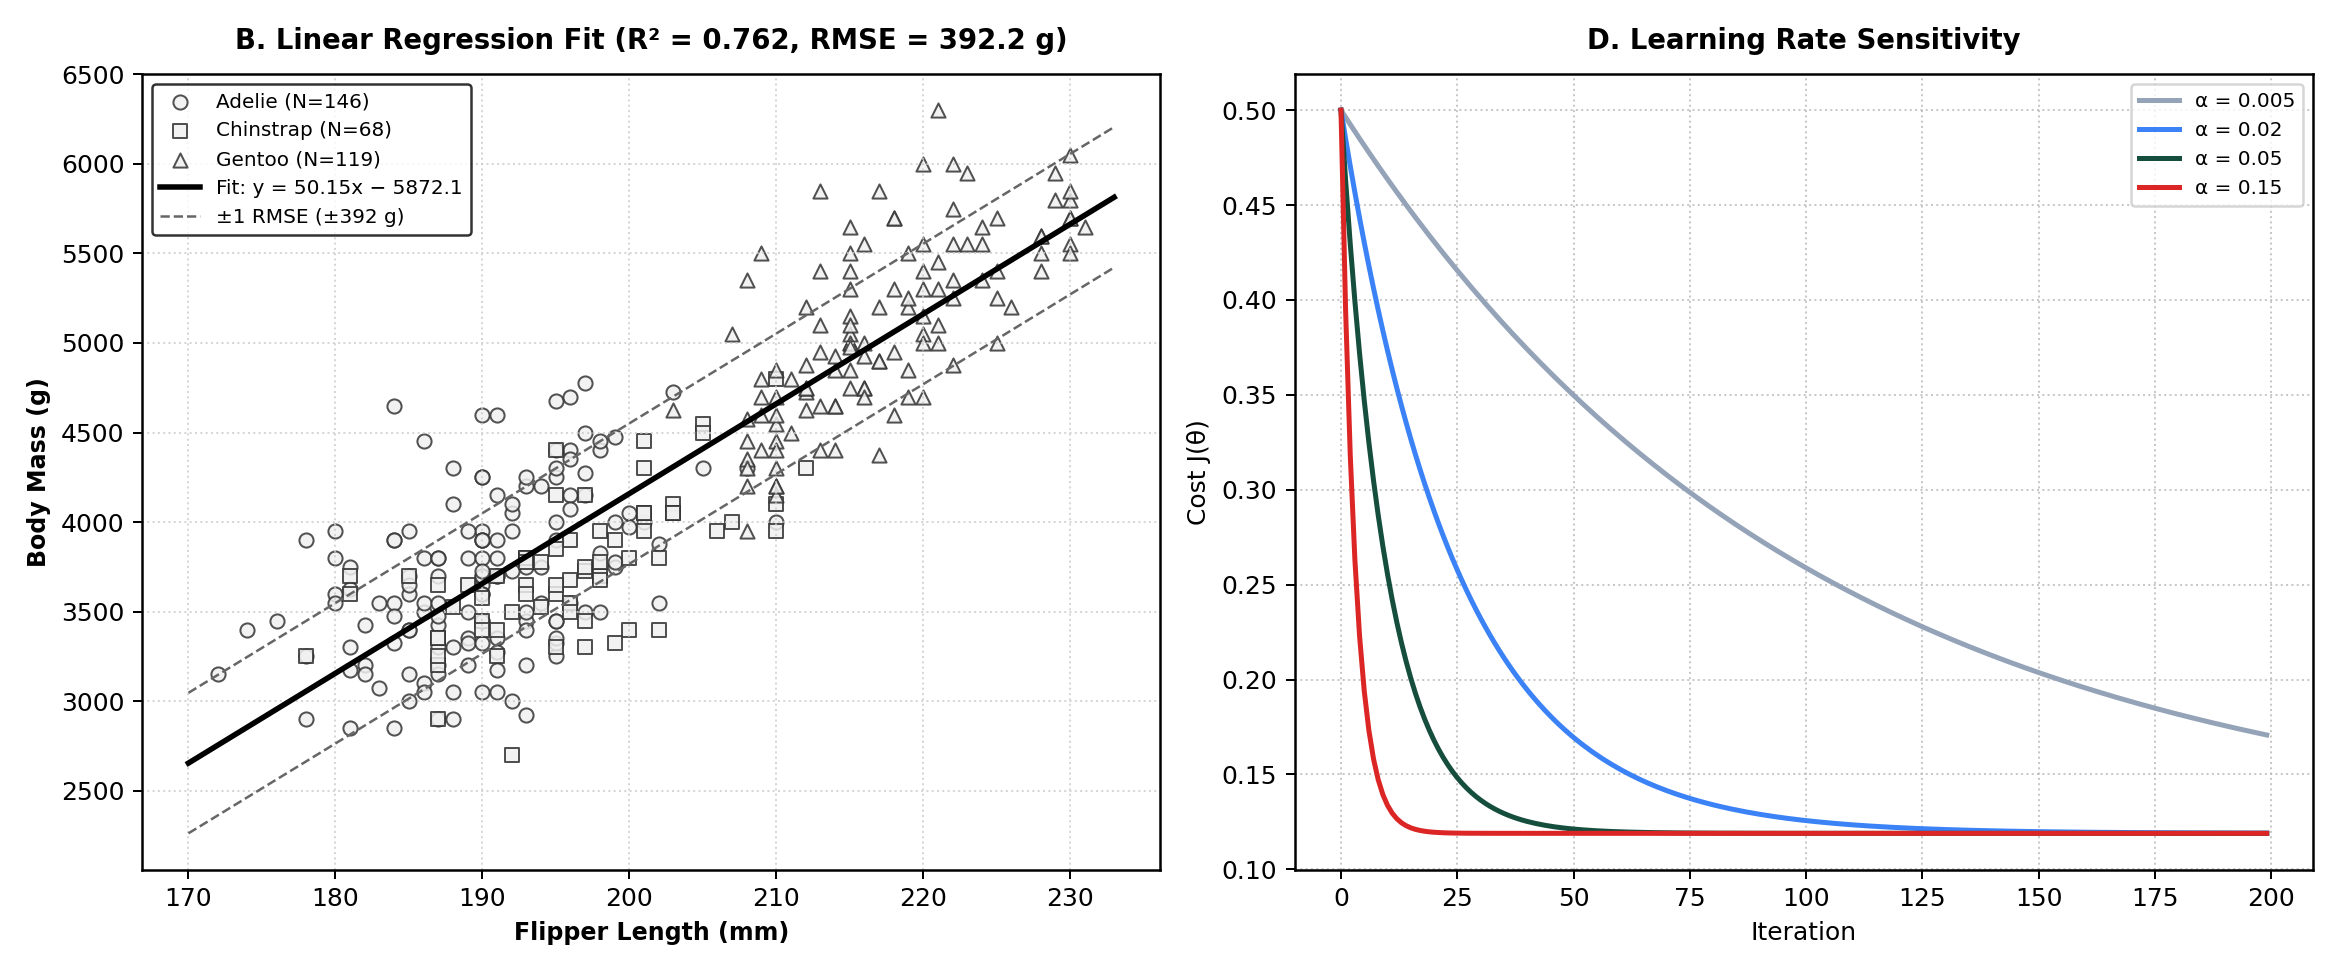 B. Linear Regression Fit (R² = 0.762, RMSE = 392.2 g)
Adelie (N=146)
Chinstrap (N=68)
Gentoo (N=119)
Fit: y = 50.15x − 5872.1
±1 RMSE (±392 g)
Body Mass (g)
6500
6000
5500
5000
4500
4000
3500
3000
2500
170 180 190 200 210 220 230
Flipper Length (mm)
D. Learning Rate Sensitivity
α = 0.005
α = 0.02
α = 0.05
α = 0.15
Cost J(θ)
0.50
0.45
0.40
0.35
0.30
0.25
0.20
0.15
0.10
0 25 50 75 100 125 150 175 200
Iteration